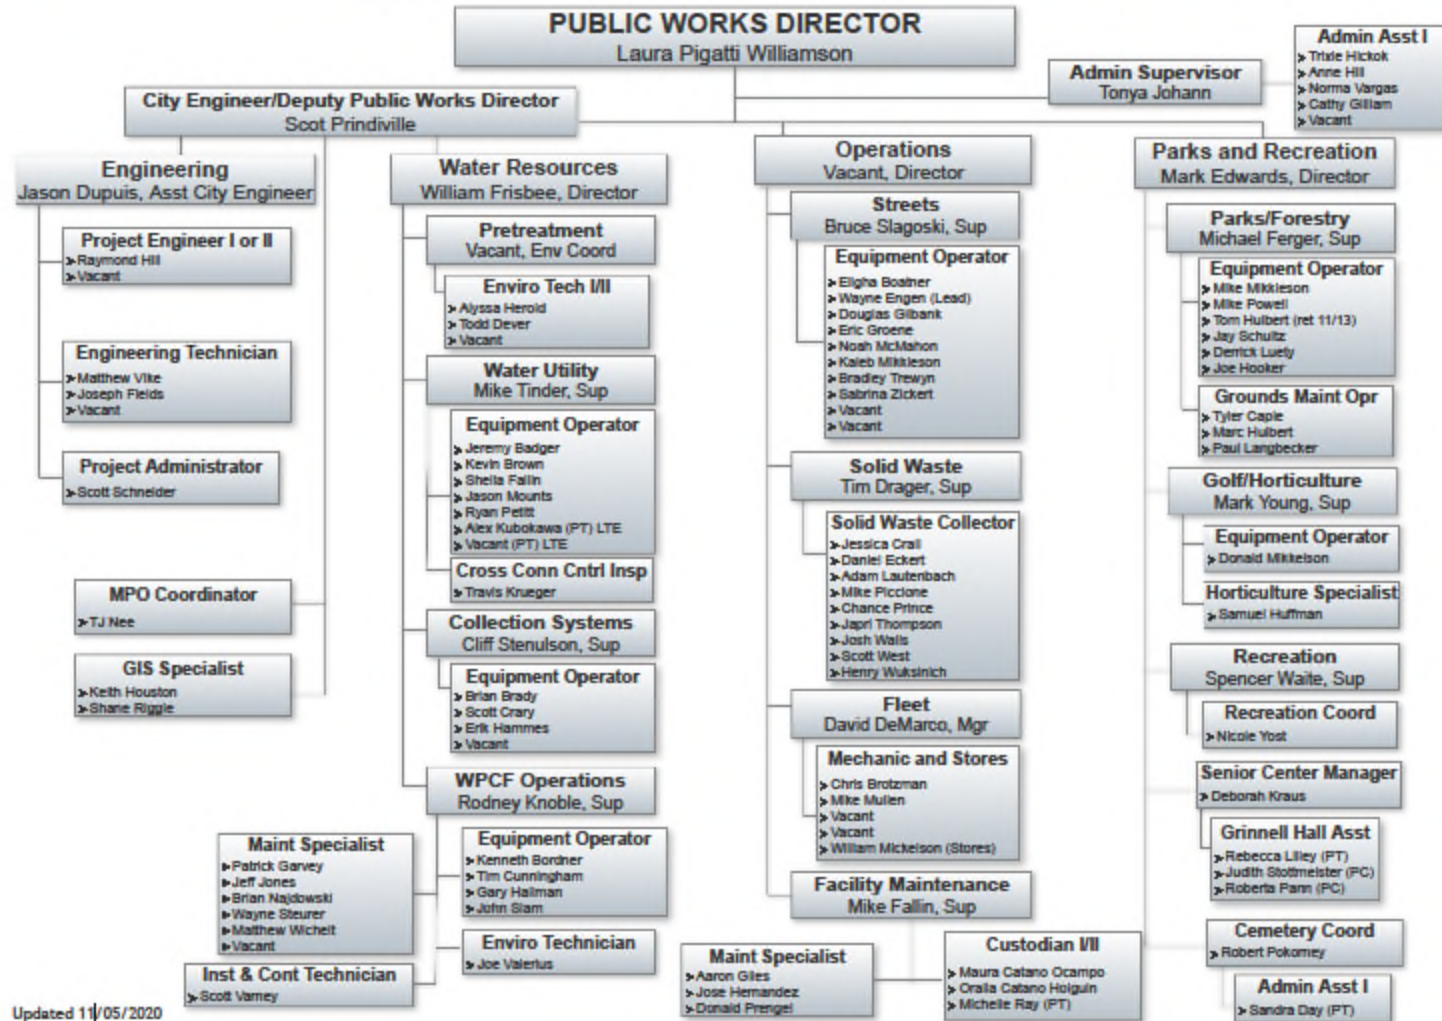 PUBLIC WORKS DIRECTOR
Laura Pigatti Williamson
Admin Supervisor
Tonya Johann
Admin Asst I
Trixie Hickok
Anne Hill
Norma Vargas
Cathy Gilliam
Vacant
City Engineer/Deputy Public Works Director
Scot Prindiville
Engineering
Jason Dupuis, Asst City Engineer
Project Engineer I or II
Raymond Hill
Vacant
Engineering Technician
Matthew Vike
Joseph Fields
Vacant
Project Administrator
Scott Schneider
MPO Coordinator
TJ Nee
GIS Specialist
Keith Houston
Shane Riggle
Water Resources
William Frisbee, Director
Pretreatment
Vacant, Env Coord
Enviro Tech I/II
Alyssa Herold
Todd Dever
Vacant
Water Utility
Mike Tinder, Sup
Equipment Operator
Jeremy Badger
Kevin Brown
Sheila Fallin
Jason Mounts
Ryan Petitt
Alex Kubokawa (PT) LTE
Vacant (PT) LTE
Cross Conn Cntrl Insp
Travis Krueger
Collection Systems
Cliff Stenulson, Sup
Equipment Operator
Brian Brady
Scott Crary
Erik Hammes
Vacant
WPCF Operations
Rodney Knoble, Sup
Maint Specialist
Patrick Garvey
Jeff Jones
Brian Najdowski
Wayne Steurer
Matthew Wichelt
Vacant
Inst & Cont Technician
Scott Varney
Equipment Operator
Kenneth Bordner
Tim Cunningham
Gary Hallman
John Slam
Enviro Technician
Joe Valerius
Operations
Vacant, Director
Streets
Bruce Slagoski, Sup
Equipment Operator
Eligha Boatner
Wayne Engen (Lead)
Douglas Gilbank
Eric Groene
Noah McMahon
Kaleb Mikkleson
Bradley Trewyn
Sabrina Zickert
Vacant
Vacant
Solid Waste
Tim Drager, Sup
Solid Waste Collector
Jessica Crall
Daniel Eckert
Adam Lautenbach
Mike Piccione
Chance Prince
Japri Thompson
Josh Walls
Scott West
Henry Wuksinich
Fleet
David DeMarco, Mgr
Mechanic and Stores
Chris Brotzman
Mike Mullen
Vacant
Vacant
William Mickelson (Stores)
Facility Maintenance
Mike Fallin, Sup
Maint Specialist
Aaron Giles
Jose Hernandez
Donald Prengel
Custodian I/II
Maura Catano Ocampo
Oralia Catano Holguin
Michelle Ray (PT)
Parks and Recreation
Mark Edwards, Director
Parks/Forestry
Michael Ferger, Sup
Equipment Operator
Mike Mikkleson
Mike Powell
Tom Hulbert (ret 11/13)
Jay Schultz
Derrick Luety
Joe Hooker
Grounds Maint Opr
Tyler Caple
Marc Hulbert
Paul Langbecker
Golf/Horticulture
Mark Young, Sup
Equipment Operator
Donald Mikkelson
Horticulture Specialist
Samuel Huffman
Recreation
Spencer Waite, Sup
Recreation Coord
Nicole Yost
Senior Center Manager
Deborah Kraus
Grinnell Hall Asst
Rebecca Lilley (PT)
Judith Stottmeister (PC)
Roberta Pann (PC)
Cemetery Coord
Robert Pokorney
Admin Asst I
Sandra Day (PT)
Updated 11/05/2020